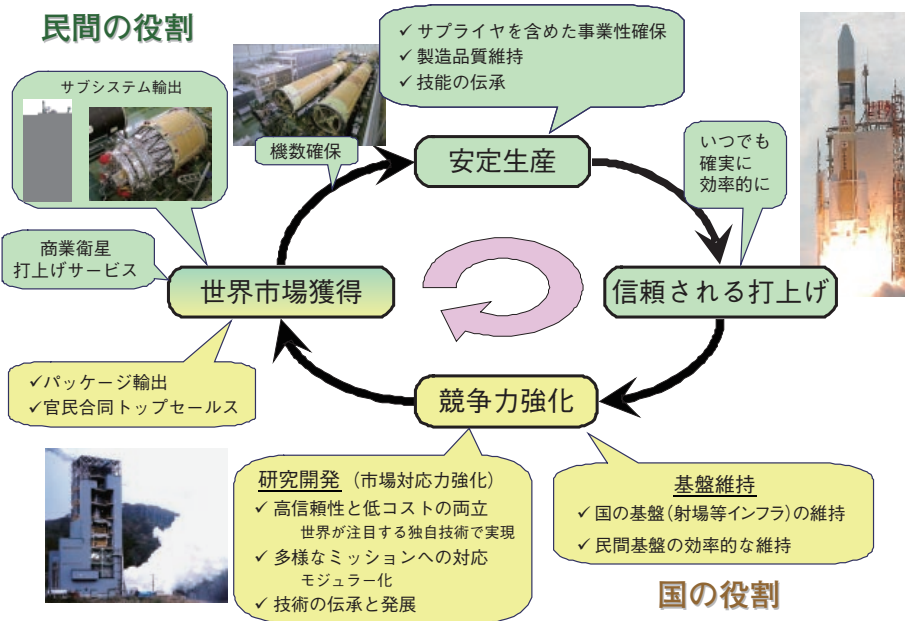 民間の役割
サブシステム輸出
✓サプライヤを含めた事業性確保
✓製造品質維持
✓技能の伝承
機数確保
安定生産
いつでも
確実に
効率的に
商業衛星
打上げサービス
世界市場獲得
信頼される打上げ
✓パッケージ輸出
✓官民合同トップセールス
競争力強化
研究開発（市場対応力強化）
✓高信頼性と低コストの両立
世界が注目する独自技術で実現
✓多様なミッションへの対応
モジュラー化
✓技術の伝承と発展
基盤維持
✓国の基盤（射場等インフラ）の維持
✓民間基盤の効率的な維持
国の役割